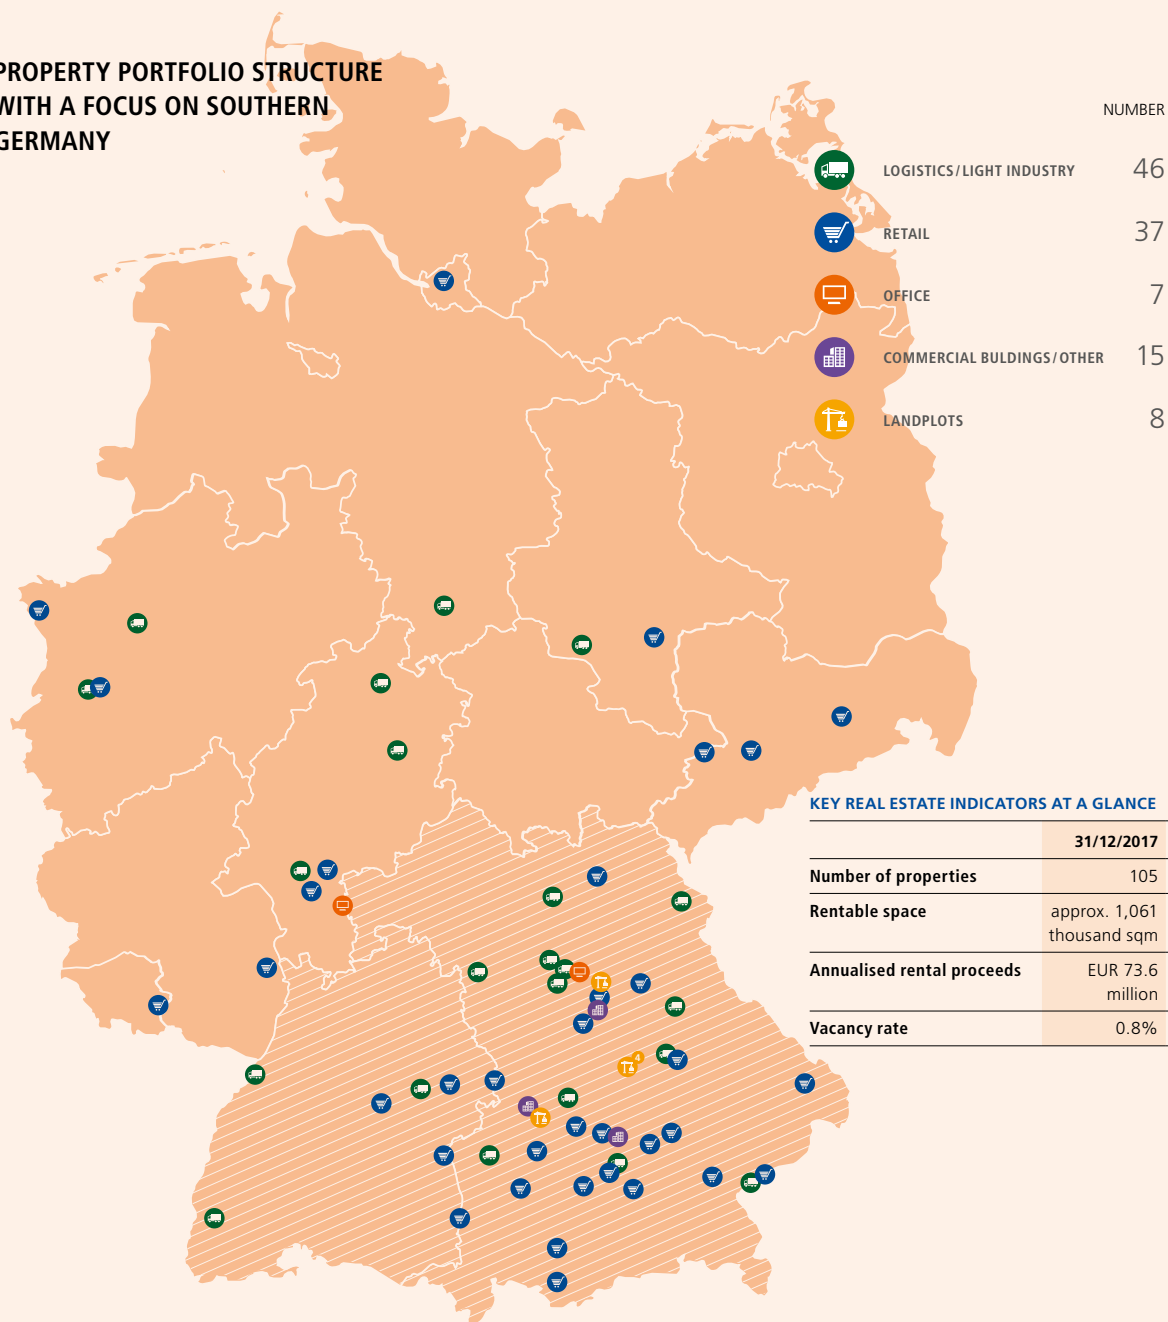 PROPERTY PORTFOLIO STRUCTURE
WITH A FOCUS ON SOUTHERN
GERMANY
NUMBER
LOGISTICS/LIGHT INDUSTRY 46
RETAIL 37
OFFICE 7
COMMERCIAL BULDINGS/OTHER 15
LANDPLOTS 8
KEY REAL ESTATE INDICATORS AT A GLANCE
31/12/2017
Number of properties 105
Rentable space approx. 1,061
thousand sqm
Annualised rental proceeds EUR 73.6
million
Vacancy rate 0.8%
4